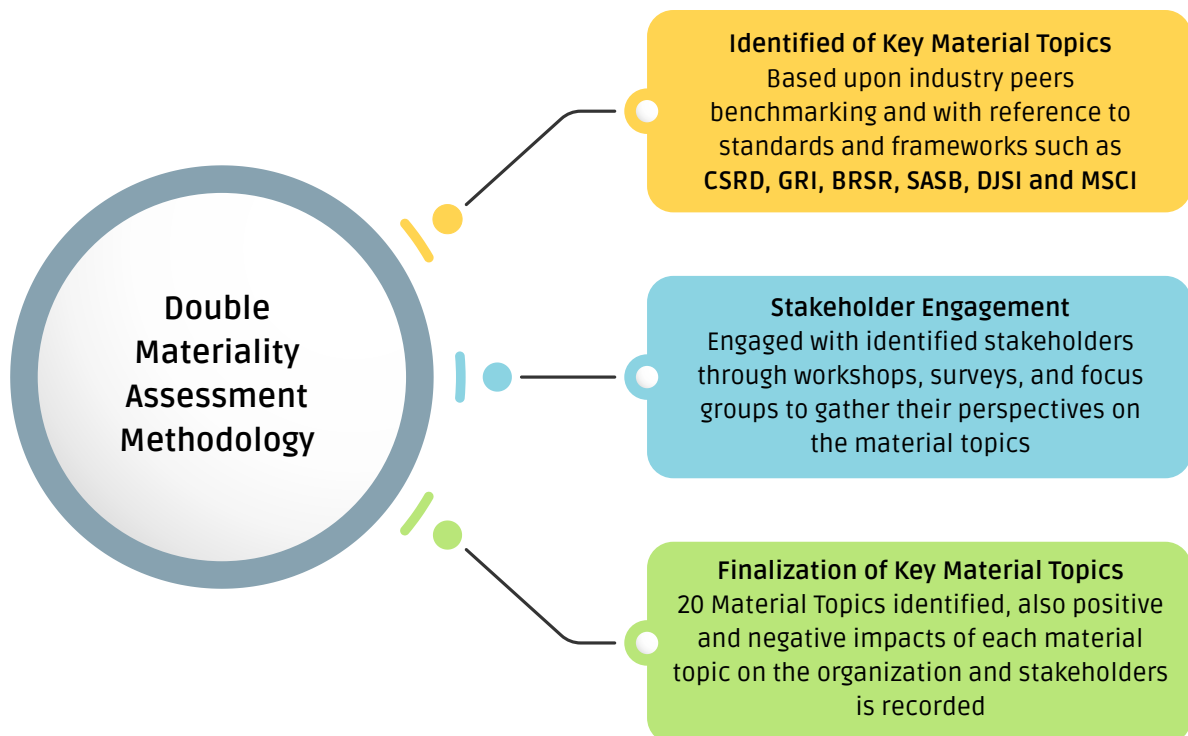 Double
Materiality
Assessment
Methodology
Identified of Key Material Topics
Based upon industry peers
benchmarking and with reference to
standards and frameworks such as
CSRD, GRI, BRSR, SASB, DJSI and MSCI
Stakeholder Engagement
Engaged with identified stakeholders
through workshops, surveys, and focus
groups to gather their perspectives on
the material topics
Finalization of Key Material Topics
20 Material Topics identified, also positive
and negative impacts of each material
topic on the organization and stakeholders
is recorded